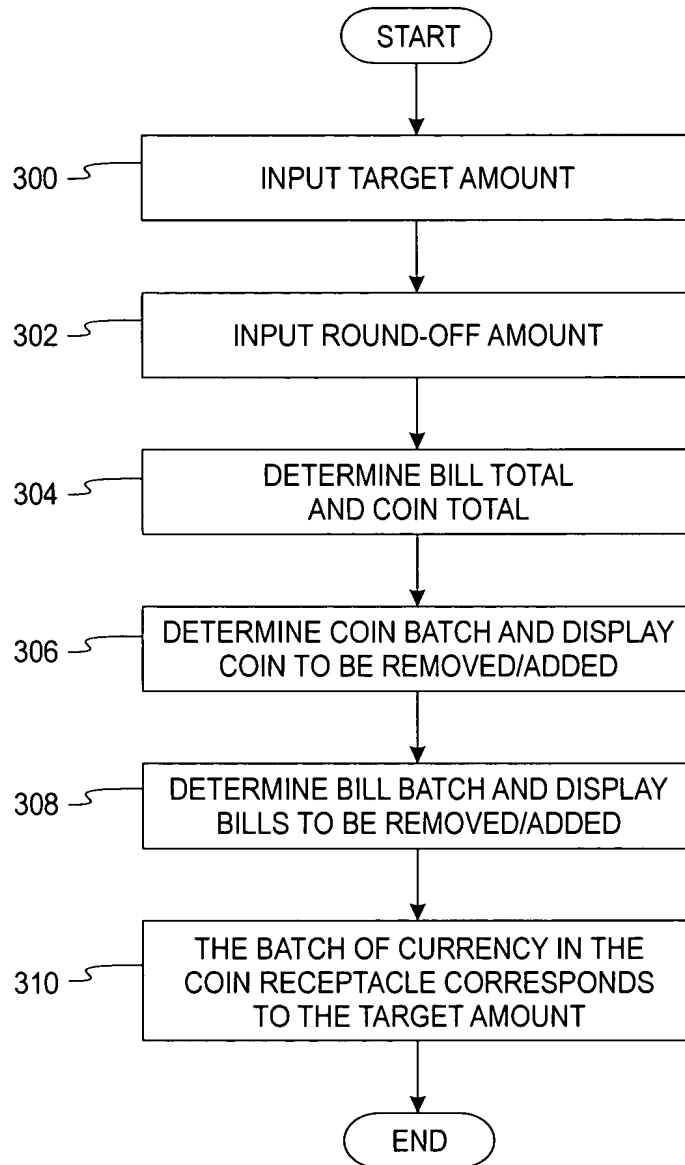 START
300
INPUT TARGET AMOUNT
302
INPUT ROUND-OFF AMOUNT
304
DETERMINE BILL TOTAL
AND COIN TOTAL
306
DETERMINE COIN BATCH AND DISPLAY
COIN TO BE REMOVED/ADDED
308
DETERMINE BILL BATCH AND DISPLAY
BILLS TO BE REMOVED/ADDED
310
THE BATCH OF CURRENCY IN THE
COIN RECEPTACLE CORRESPONDS
TO THE TARGET AMOUNT
END